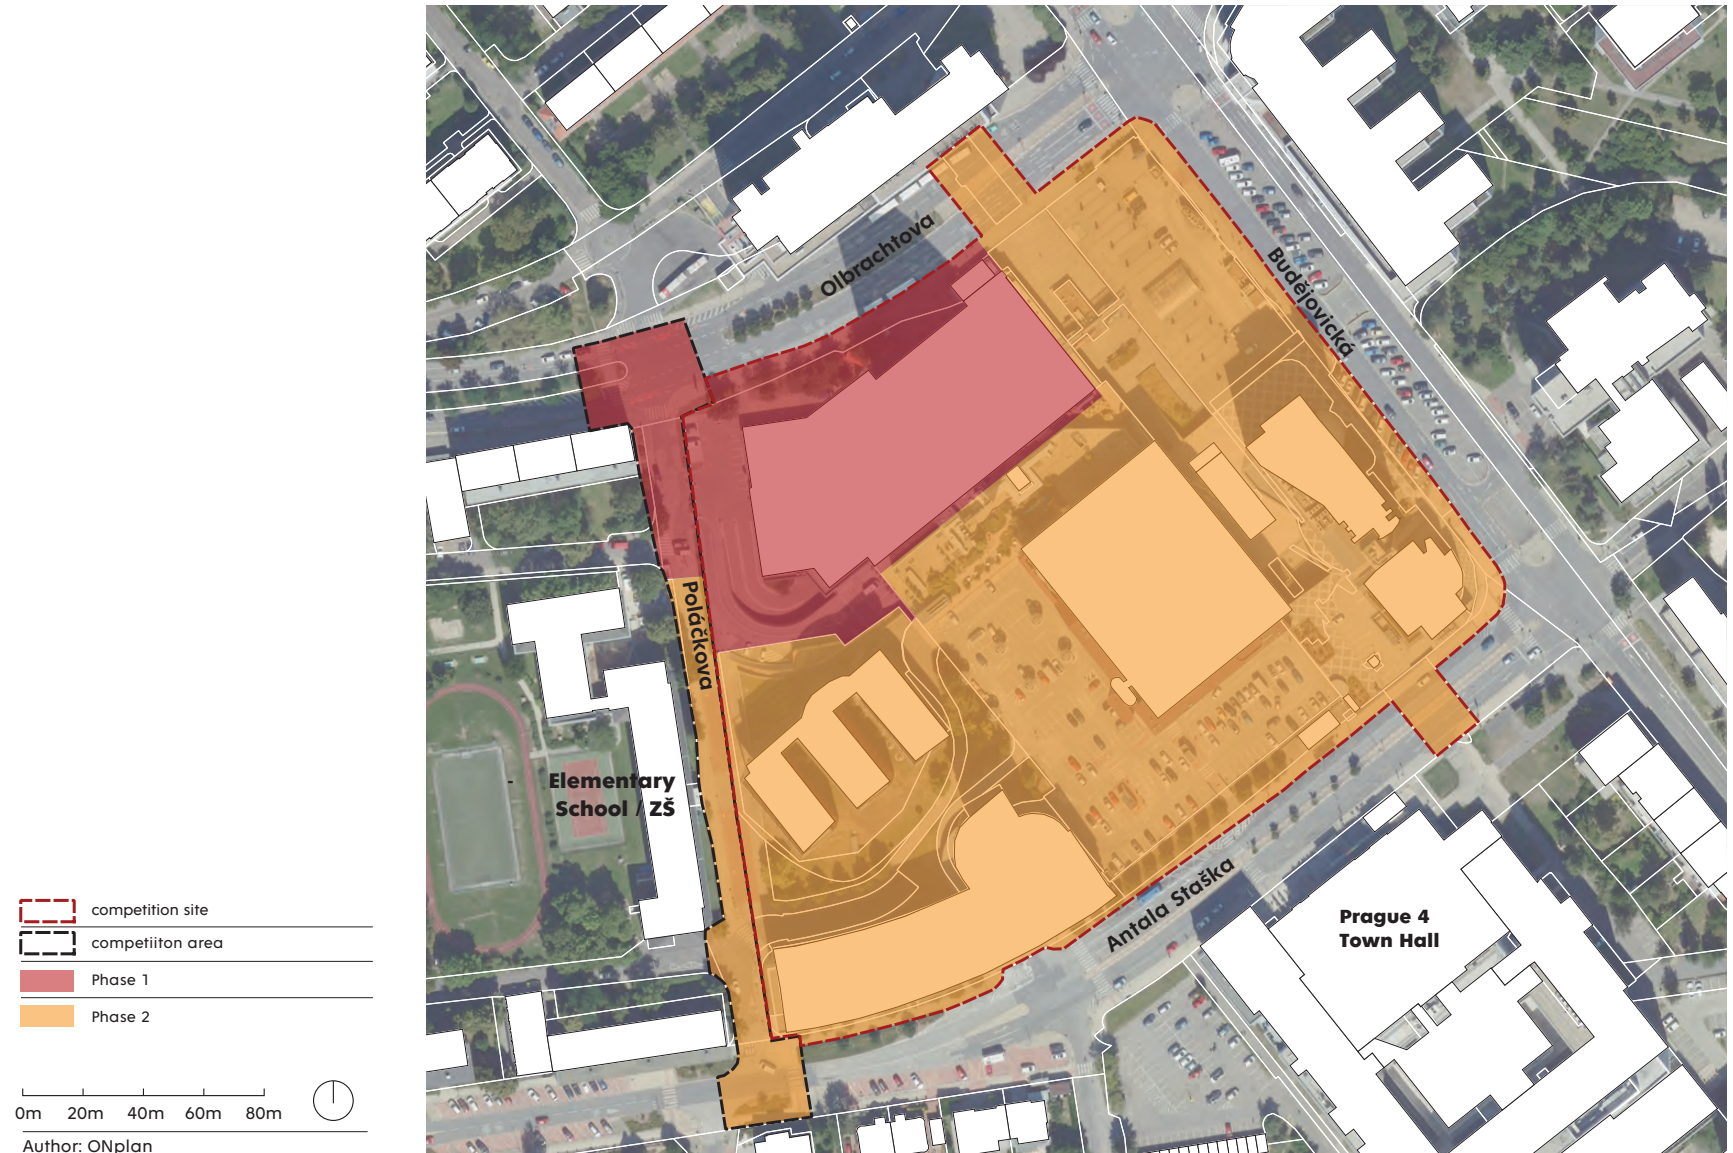 Olbrachtova
Budějovická
Poláčkova
Elementary
School / ZŠ
Antala Staška
Prague 4
Town Hall
competition site
competiiton area
Phase 1
Phase 2
0m 20m 40m 60m 80m
Author: ONplan